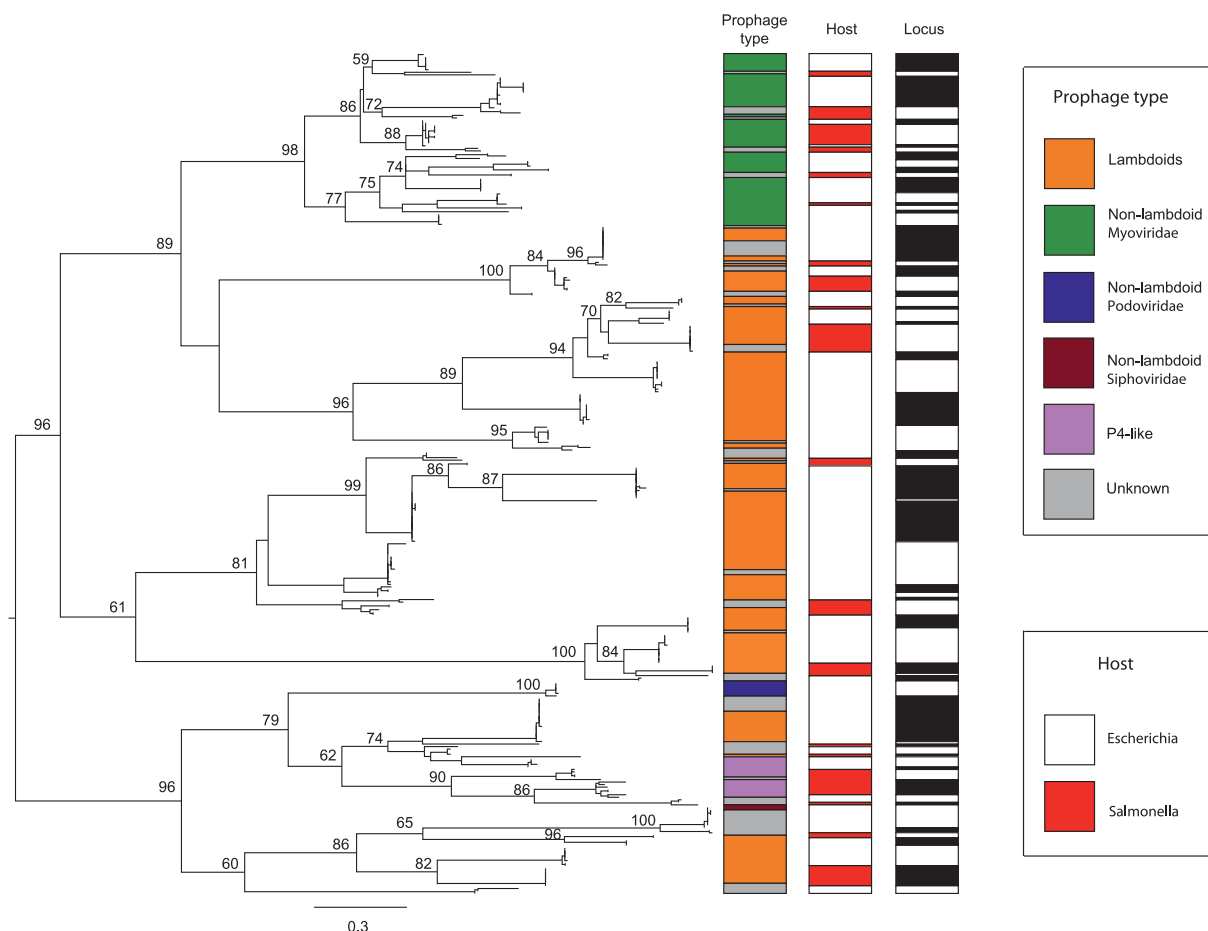 Prophage type Host Locus
59
86
72
98
88
74
75
77
89
84
96
100
82
70
94
89
96
96
95
86
87
99
81
61
100
84
100
79
74
62
90
96
86
65
100
96
86
82
60
0.3
Prophage type
Lambdoids
Non-lambdoid
Myoviridae
Non-lambdoid
Podoviridae
Non-lambdoid
Siphoviridae
P4-like
Unknown
Host
Escherichia
Salmonella